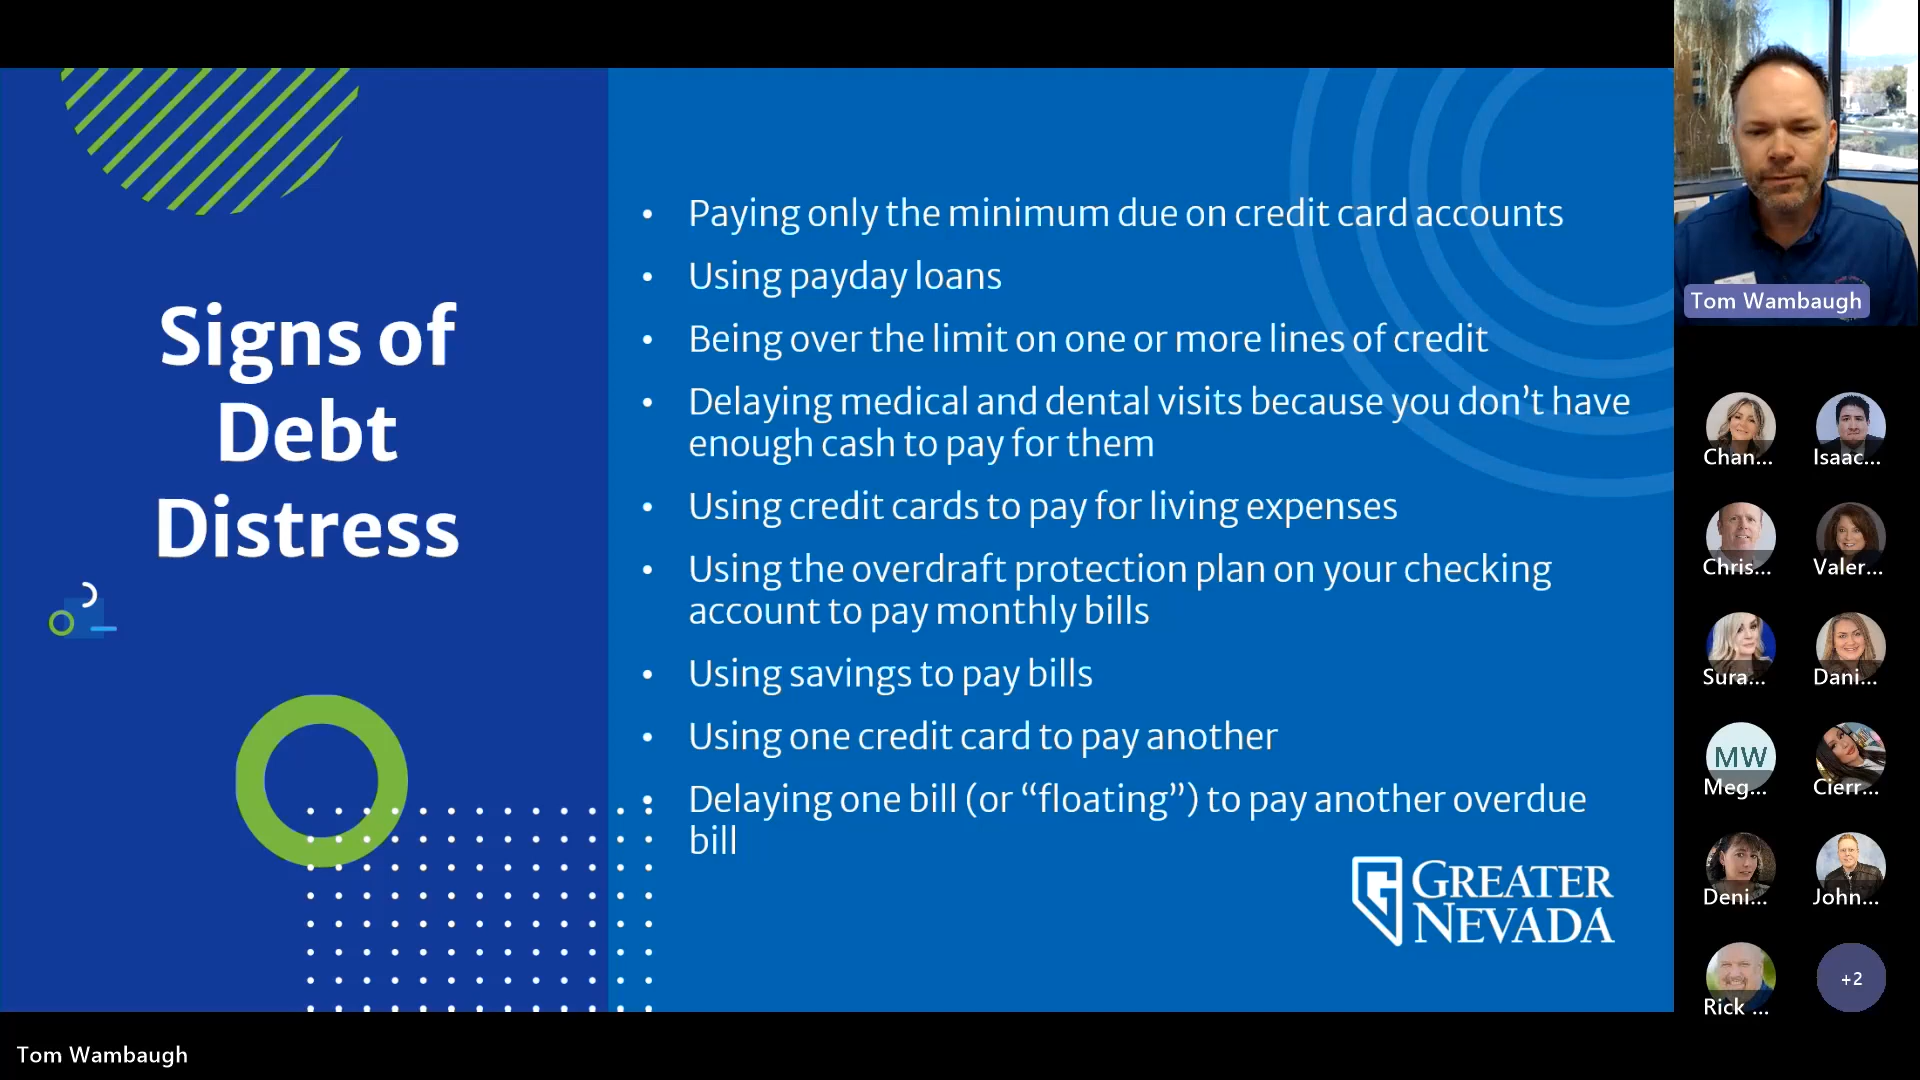 Signs of
Debt
Distress
• Paying only the minimum due on credit card accounts
• Using payday loans
• Being over the limit on one or more lines of credit
• Delaying medical and dental visits because you don’t have
enough cash to pay for them
• Using credit cards to pay for living expenses
• Using the overdraft protection plan on your checking
account to pay monthly bills
• Using savings to pay bills
• Using one credit card to pay another
• Delaying one bill (or “floating”) to pay another overdue
bill
GREATER
NEVADA
Tom Wambaugh
Chan...
Isaac...
Chris...
Valer...
Sura...
Dani...
MW
Meg...
Cierr...
Deni...
John...
Rick ...
+2
Tom Wambaugh